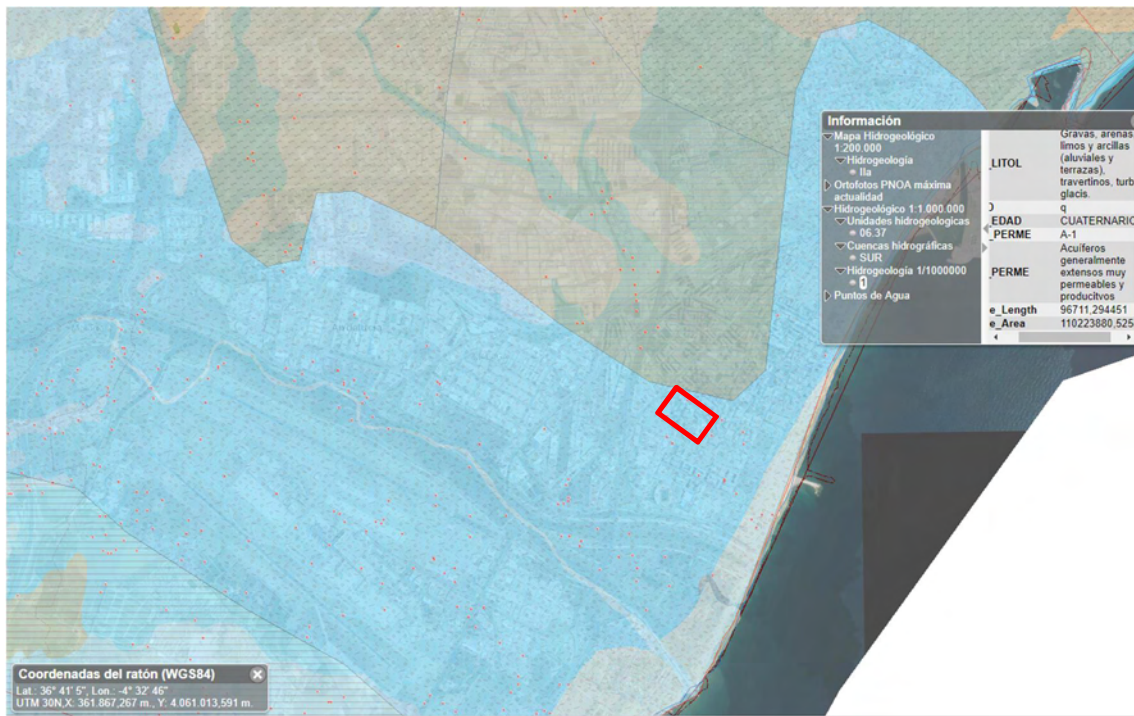 Información
Mapa Hidrogeológico
1:200.000
Hidrogeología
IIa
Ortofotos PNOA máxima
actualidad
Hidrogeológico 1:1.000.000
Unidades hidrogeologicas
06.37
Cuencas hidrográficas
SUR
Hidrogeología 1/1000000
1
Puntos de Agua
_LITOL
Gravas, arenas
limos y arcillas
(aluviales y
terrazas),
travertinos, turb
glacis.
q
_EDAD
CUATERNARIO
_PERME
A-1
_PERME
Acuíferos
generalmente
extensos muy
permeables y
producitvos
e_Length
96711,294451
e_Area
110223880,525
Coordenadas del ratón (WGS84)
Lat.: 36° 41' 5", Lon.: -4° 32' 46"
UTM 30N,X: 361.867,267 m., Y: 4.061.013,591 m.